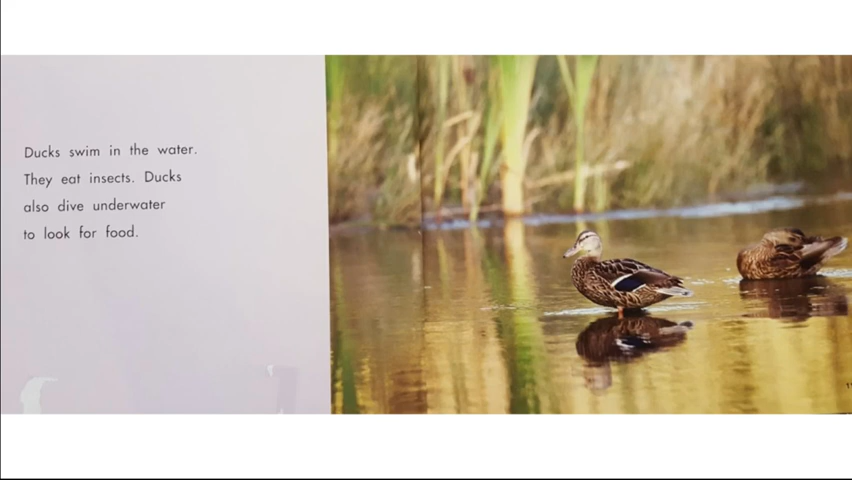 Ducks swim in the water.
They eat insects. Ducks
also dive underwater
to look for food.